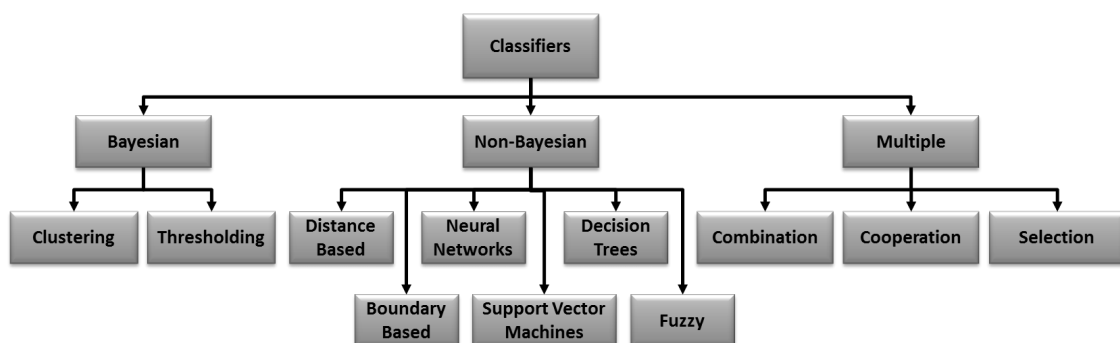 Classifiers
Bayesian
Non-Bayesian
Multiple
Clustering
Thresholding
Distance
Based
Neural
Networks
Decision
Trees
Combination
Cooperation
Selection
Boundary
Based
Support Vector
Machines
Fuzzy